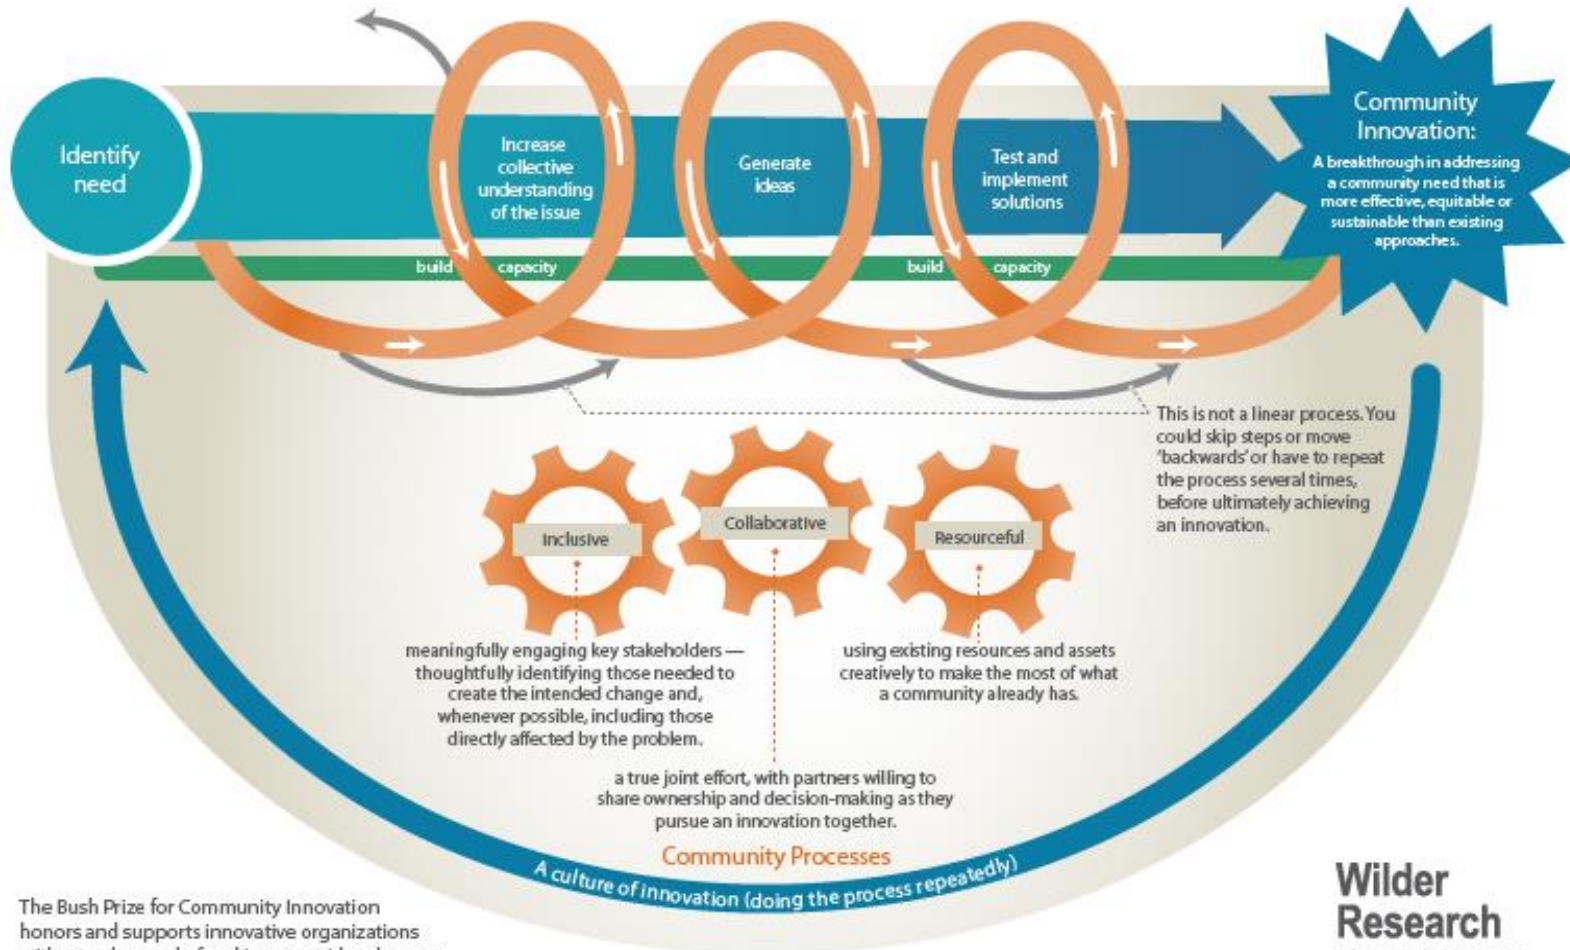 Identify
need
Increase
collective
understanding
of the issue
Generate
ideas
Test and
implement
solutions
Community
Innovation:
A breakthrough in addressing
a community need that is
more effective, equitable or
sustainable than existing
approaches.
build capacity
build capacity
This is not a linear process. You
could skip steps or move
'backwards' or have to repeat
the process several times,
before ultimately achieving
an innovation.
Inclusive
Collaborative
Resourceful
meaningfully engaging key stakeholders —
thoughtfully identifying those needed to
create the intended change and,
whenever possible, including those
directly affected by the problem.
using existing resources and assets
creatively to make the most of what
a community already has.
a true joint effort, with partners willing to
share ownership and decision-making as they
pursue an innovation together.
Community Processes
A culture of innovation (doing the process repeatedly)
The Bush Prize for Community Innovation
honors and supports innovative organizations
Wilder
Research